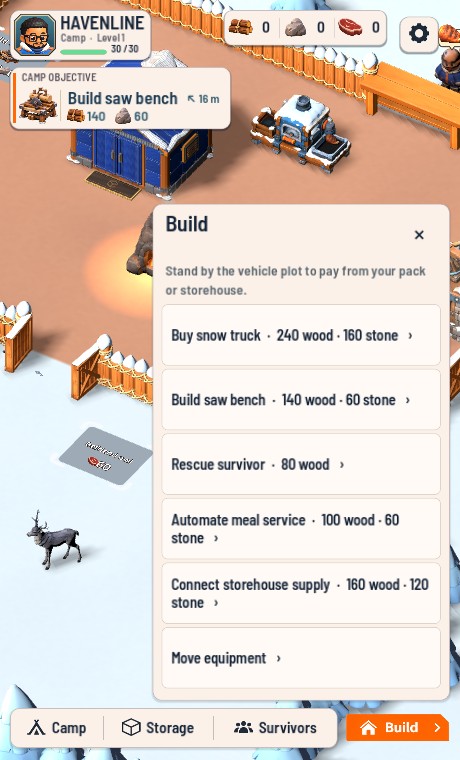 HAVENLINE
Camp · Level 1
30/30
0
0
0
CAMP OBJECTIVE
Build saw bench
16 m
140
60
Build
×
Stand by the vehicle plot to pay from your pack
or storehouse.
Buy snow truck · 240 wood · 160 stone ›
Build saw bench · 140 wood · 60 stone ›
Rescue survivor · 80 wood ›
Automate meal service · 100 wood · 60
stone ›
Connect storehouse supply · 160 wood · 120
stone ›
Move equipment ›
Camp
Storage
Survivors
Build ›